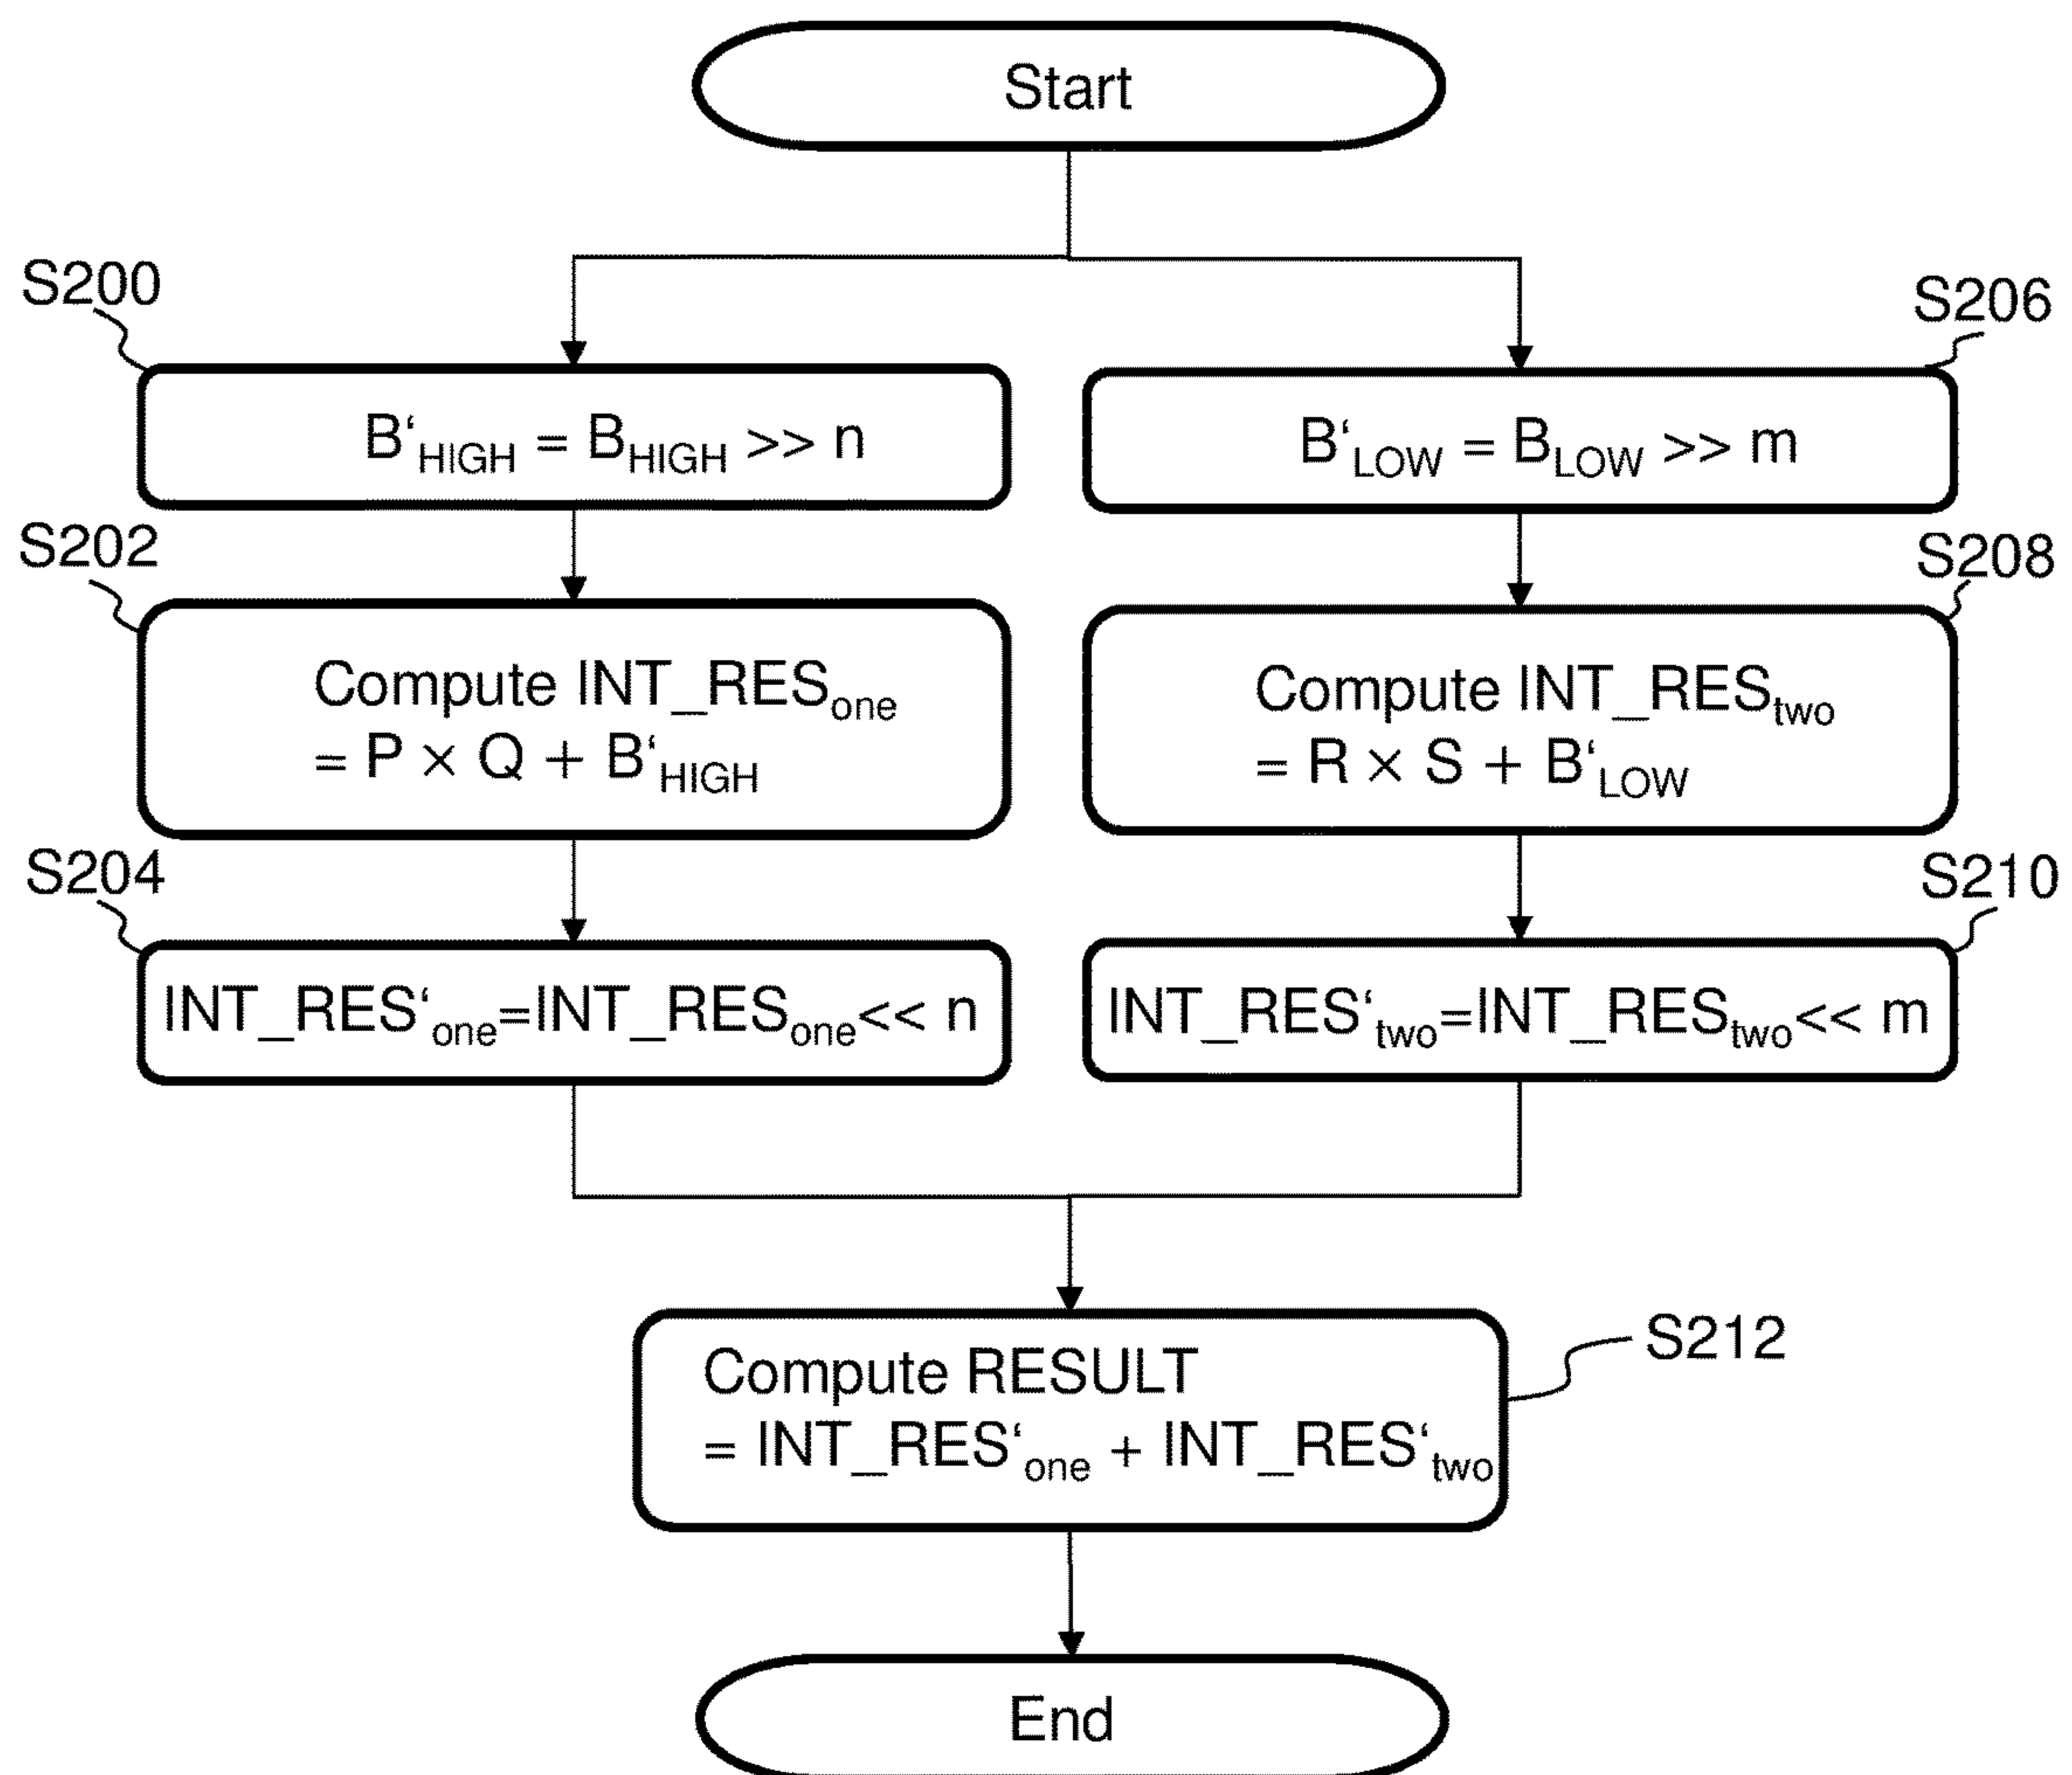 Start
S200
B‘HIGH = BHIGH >> n
S202
Compute INT_RESone
= P × Q + B‘HIGH
S204
INT_RES‘one=INT_RESone<< n
S206
B‘LOW = BLOW >> m
S208
Compute INT_REStwo
= R × S + B‘LOW
S210
INT_RES‘two=INT_REStwo<< m
Compute RESULT
= INT_RES‘one + INT_RES‘two
S212
End